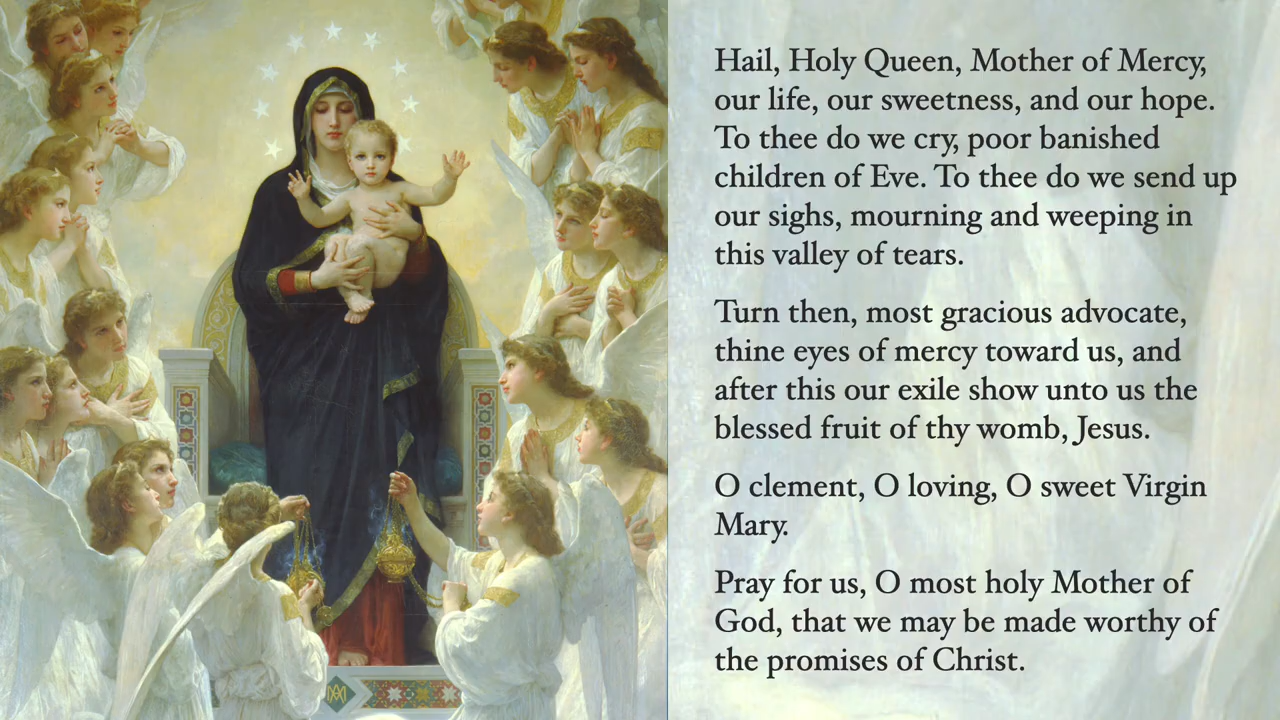 Hail, Holy Queen, Mother of Mercy,
our life, our sweetness, and our hope.
To thee do we cry, poor banished
children of Eve. To thee do we send up
our sighs, mourning and weeping in
this valley of tears.
Turn then, most gracious advocate,
thine eyes of mercy toward us, and
after this our exile show unto us the
blessed fruit of thy womb, Jesus.
O clement, O loving, O sweet Virgin
Mary.
Pray for us, O most holy Mother of
God, that we may be made worthy of
the promises of Christ.